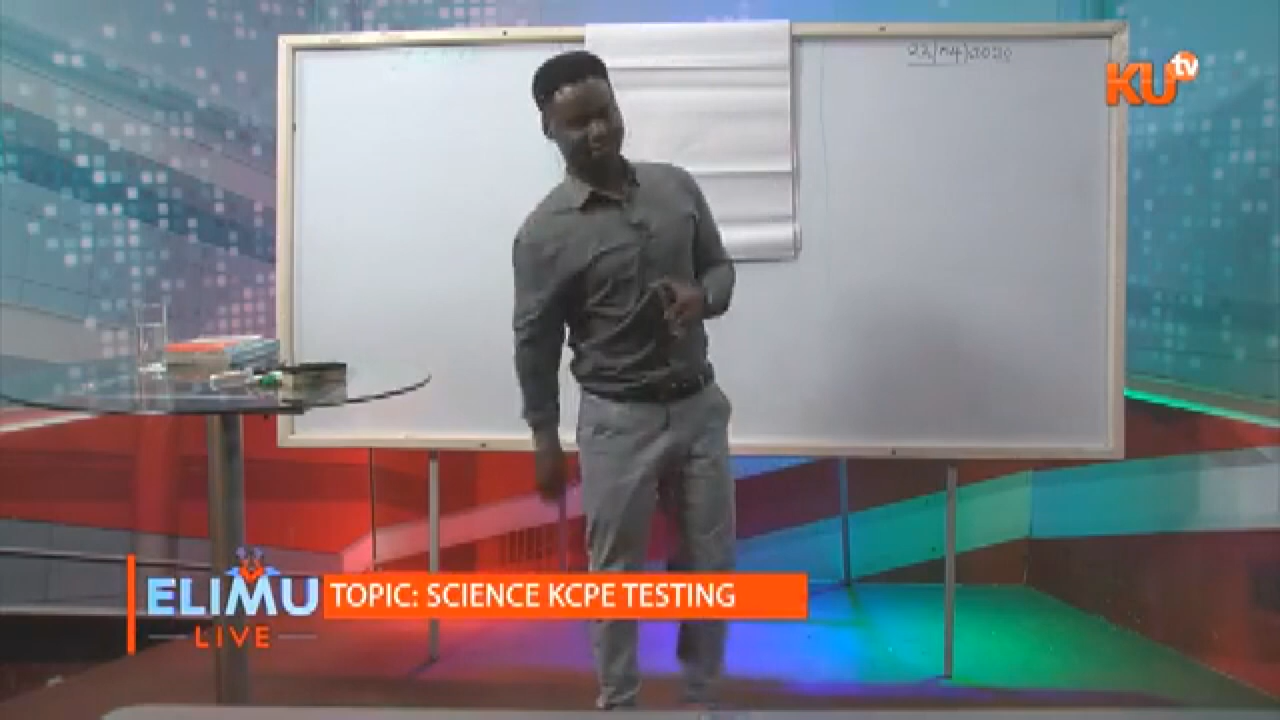 22/04/2020
KU tv
ELIMU
LIVE
TOPIC: SCIENCE KCPE TESTING